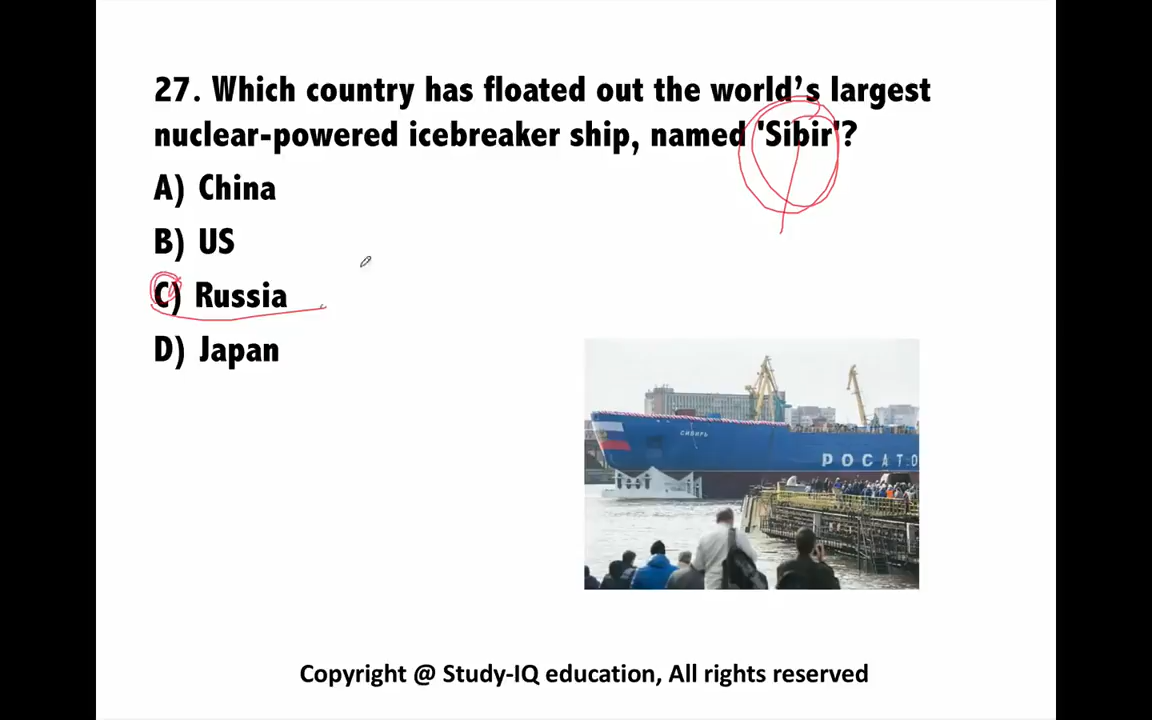 27. Which country has floated out the world's largest
nuclear-powered icebreaker ship, named 'Sibir'?
A) China
B) US
C) Russia
D) Japan
СИБИРЬ
РОСАТО
Copyright @ Study-IQ education, All rights reserved